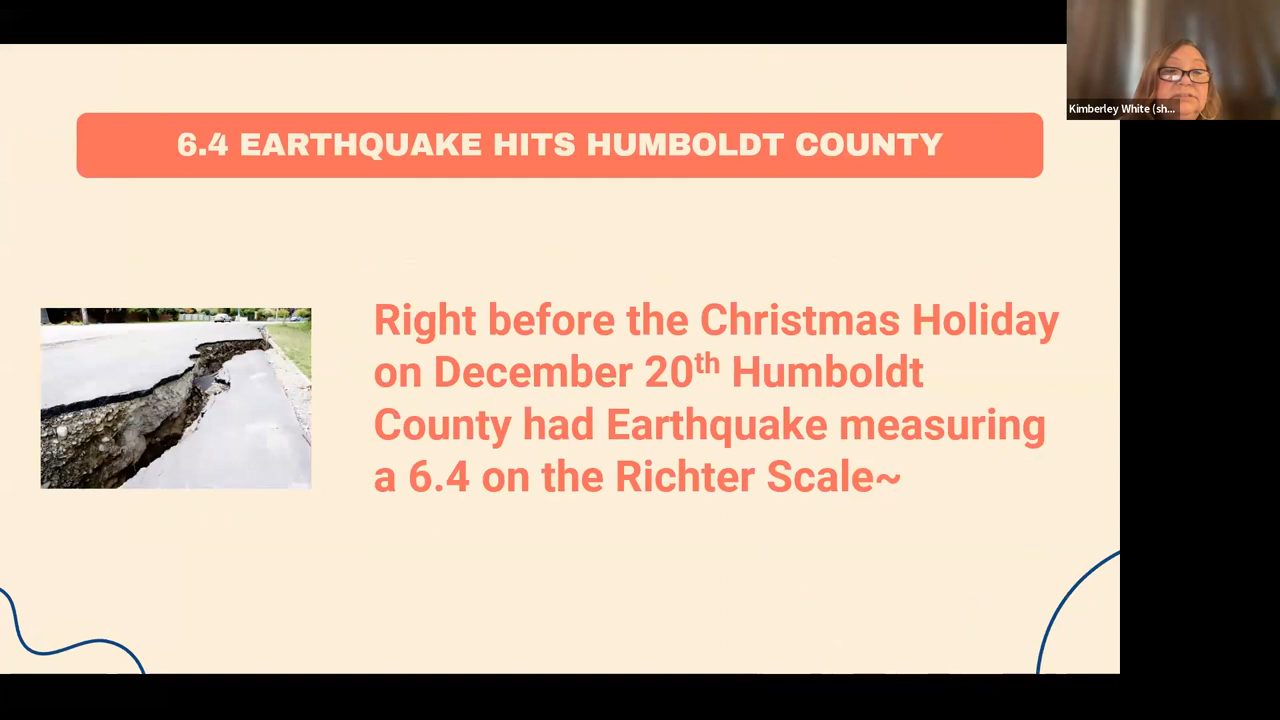 6.4 EARTHQUAKE HITS HUMBOLDT COUNTY
Kimberley White (sh...
Right before the Christmas Holiday
on December 20th Humboldt
County had Earthquake measuring
a 6.4 on the Richter Scale~